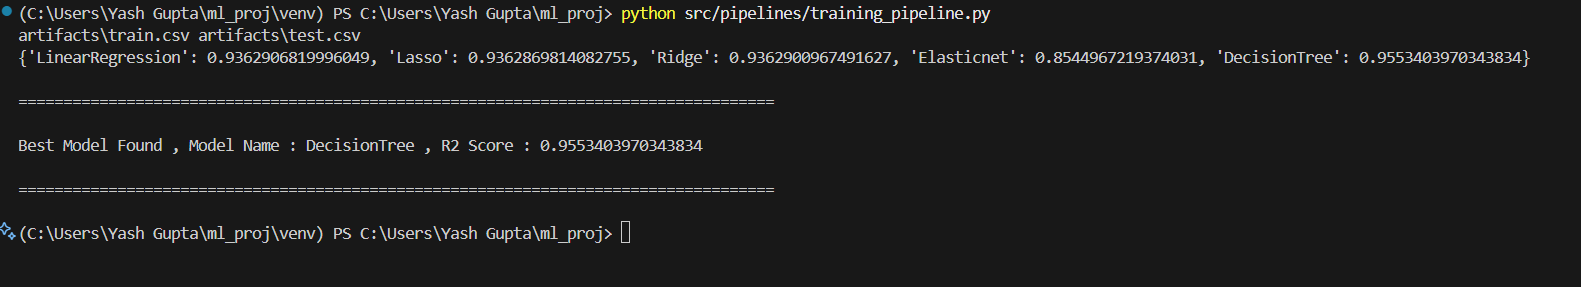 (C:\Users\Yash Gupta\ml_proj\venv) PS C:\Users\Yash Gupta\ml_proj> python src/pipelines/training_pipeline.py
artifacts\train.csv artifacts\test.csv
{'LinearRegression': 0.9362906819996049, 'Lasso': 0.9362869814082755, 'Ridge': 0.9362900967491627, 'Elasticnet': 0.8544967219374031, 'DecisionTree': 0.9553403970343834}
====================================================================================
Best Model Found , Model Name : DecisionTree , R2 Score : 0.9553403970343834
====================================================================================
(C:\Users\Yash Gupta\ml_proj\venv) PS C:\Users\Yash Gupta\ml_proj>